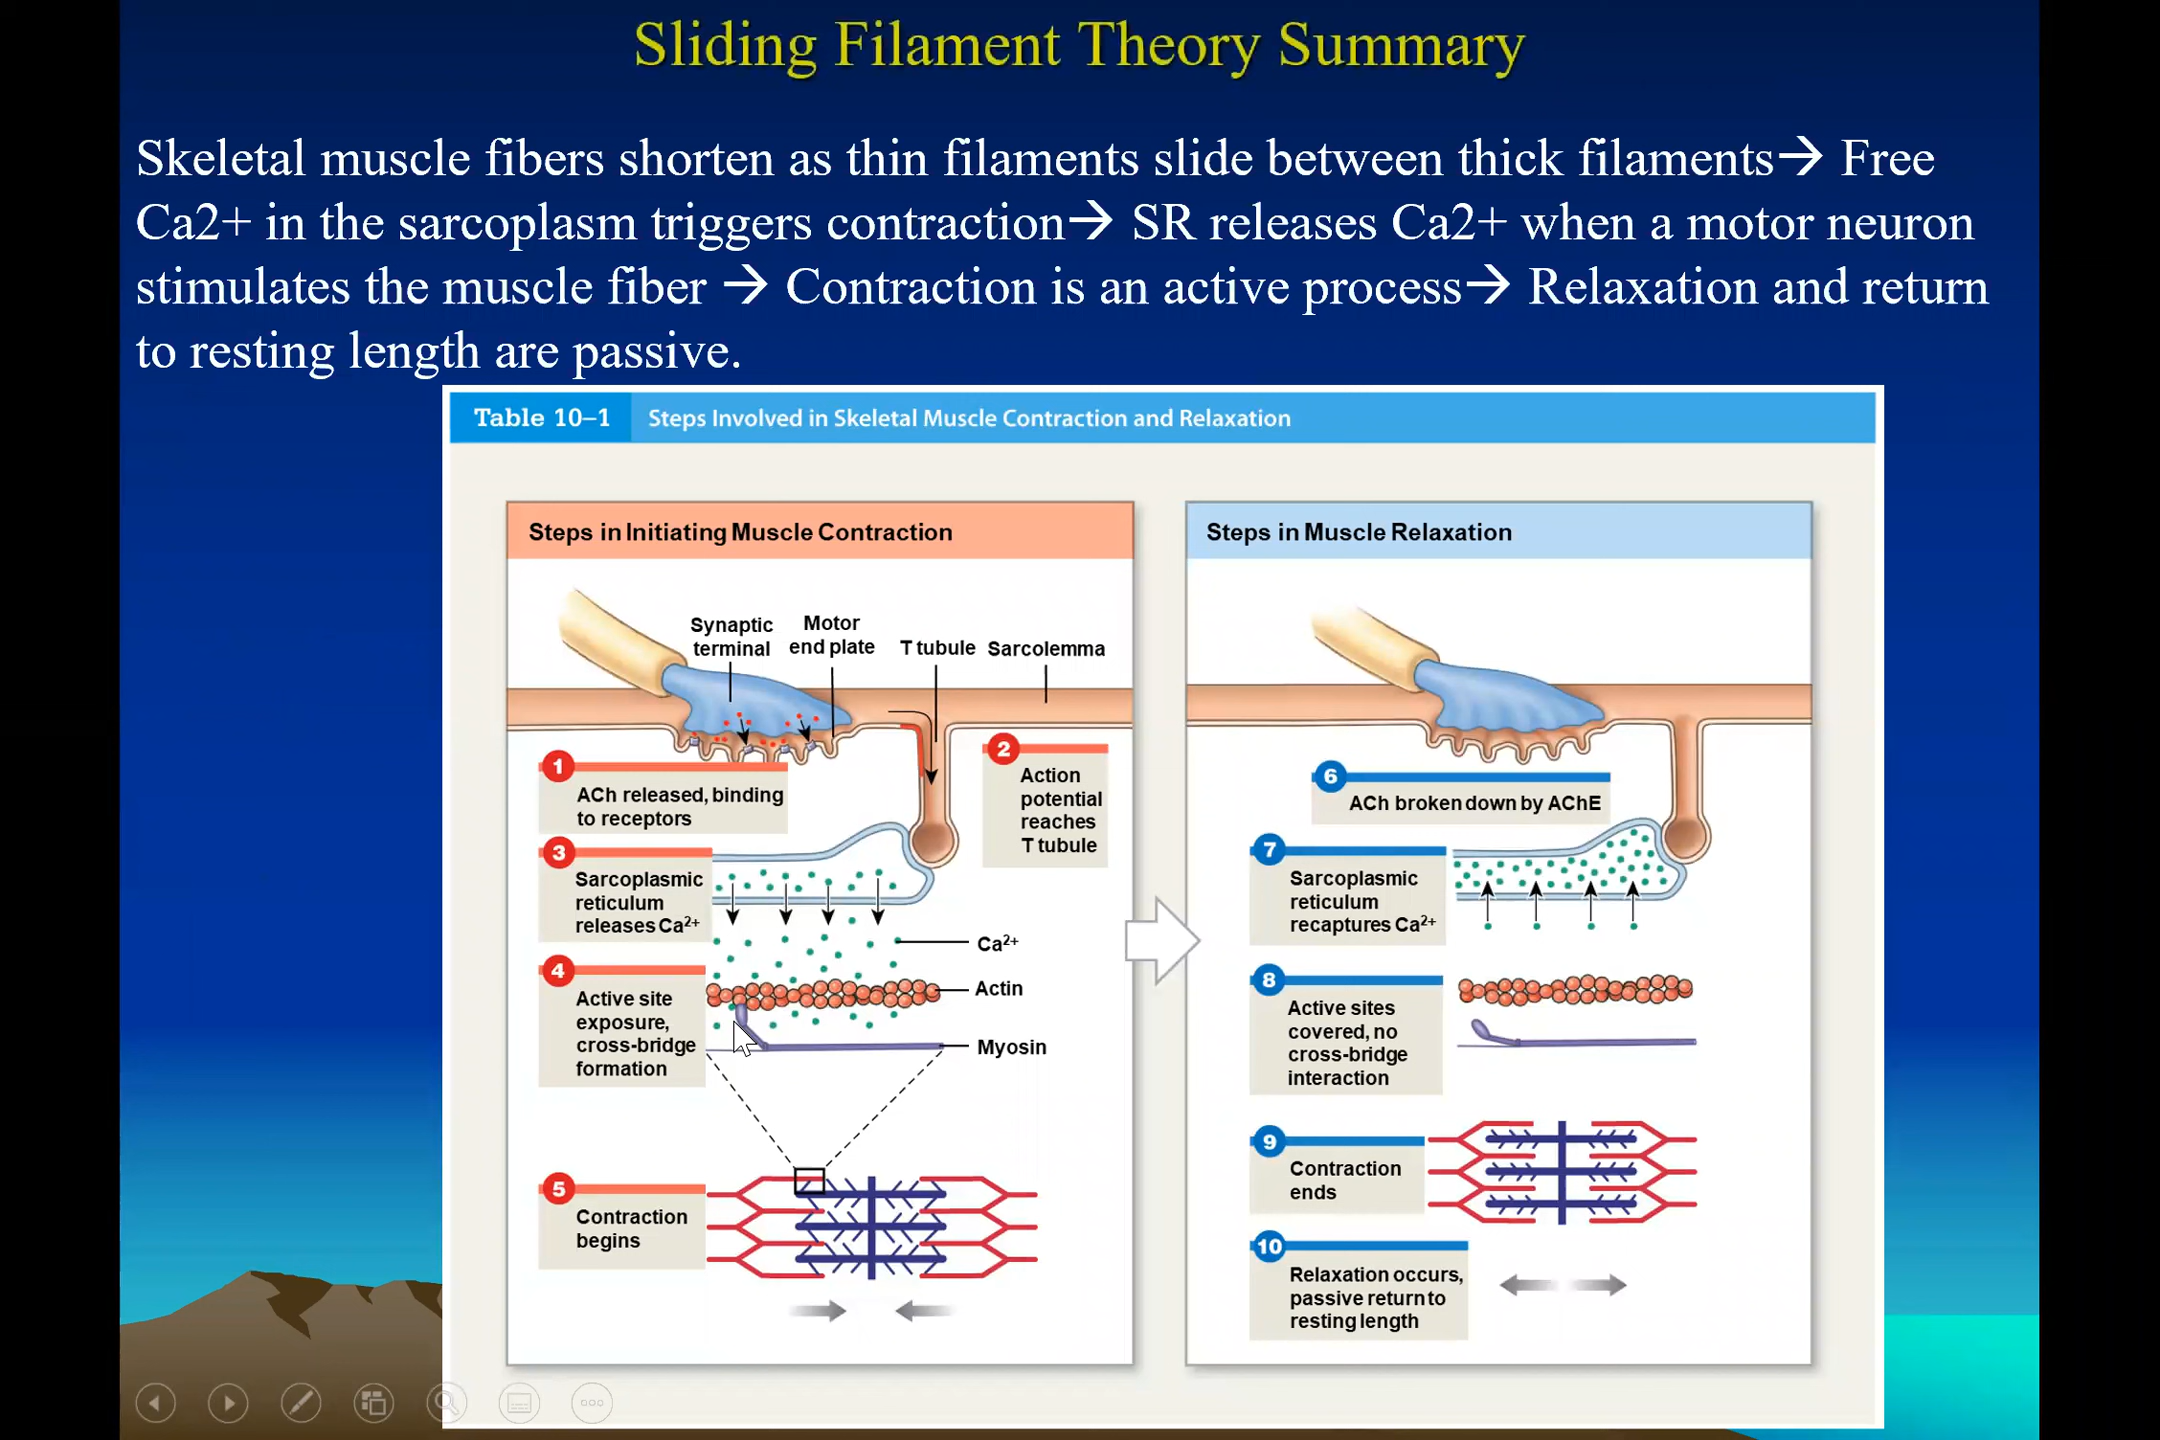 Sliding Filament Theory Summary
Skeletal muscle fibers shorten as thin filaments slide between thick filaments→ Free
Ca2+ in the sarcoplasm triggers contraction→ SR releases Ca2+ when a motor neuron
stimulates the muscle fiber → Contraction is an active process→ Relaxation and return
to resting length are passive.
Table 10–1 Steps Involved in Skeletal Muscle Contraction and Relaxation
Steps in Initiating Muscle Contraction
Synaptic
terminal
Motor
end plate
T tubule
Sarcolemma
1
ACh released, binding
to receptors
2
Action
potential
reaches
T tubule
3
Sarcoplasmic
reticulum
releases Ca²⁺
Ca²⁺
4
Active site
exposure,
cross-bridge
formation
Actin
Myosin
5
Contraction
begins
Steps in Muscle Relaxation
6
ACh broken down by AChE
7
Sarcoplasmic
reticulum
recaptures Ca²⁺
8
Active sites
covered, no
cross-bridge
interaction
9
Contraction
ends
10
Relaxation occurs,
passive return to
resting length